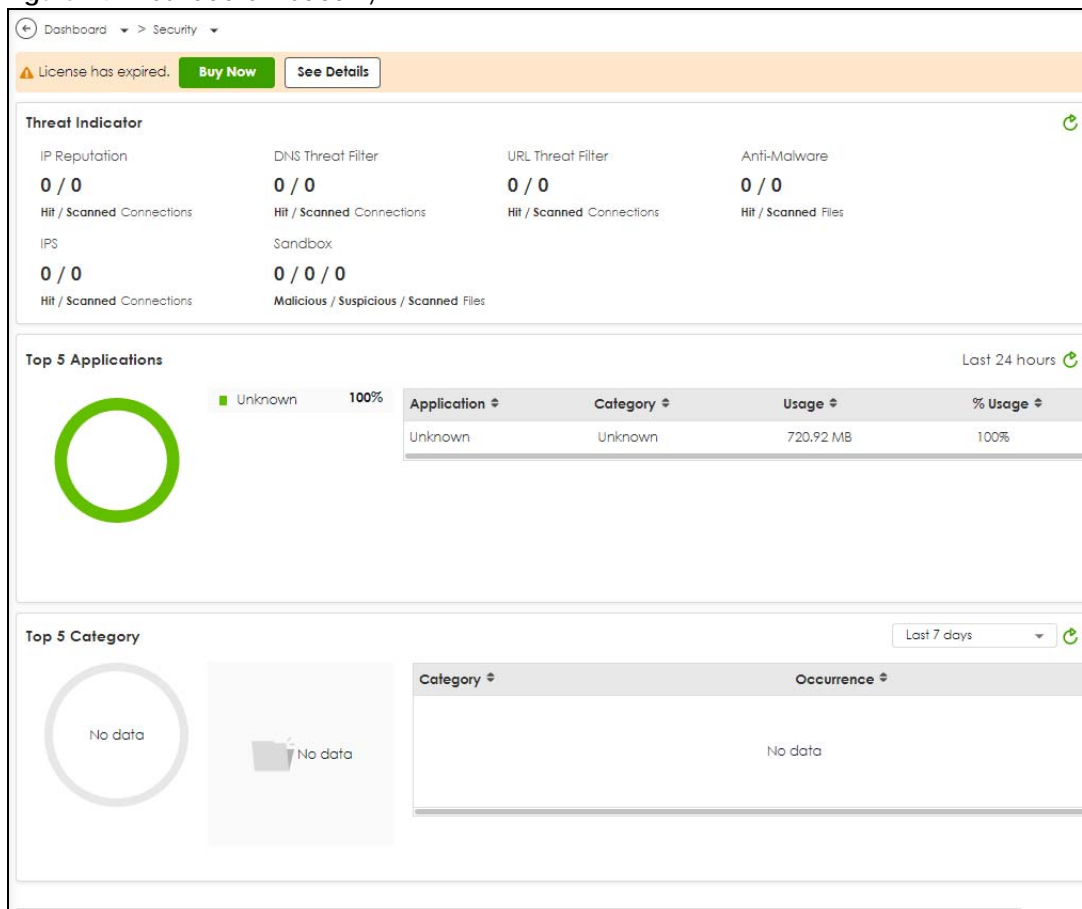 Dashboard > Security
License has expired. Buy Now See Details
Threat Indicator
IP Reputation DNS Threat Filter URL Threat Filter Anti-Malware
0 / 0 0 / 0 0 / 0 0 / 0
Hit / Scanned Connections Hit / Scanned Connections Hit / Scanned Connections Hit / Scanned Files
IPS Sandbox
0 / 0 0 / 0 / 0
Hit / Scanned Connections Malicious / Suspicious / Scanned Files
Top 5 Applications Last 24 hours
Unknown 100% Application Category Usage % Usage
Unknown Unknown 720.92 MB 100%
Top 5 Category Last 7 days
Category Occurrence
No data No data No data